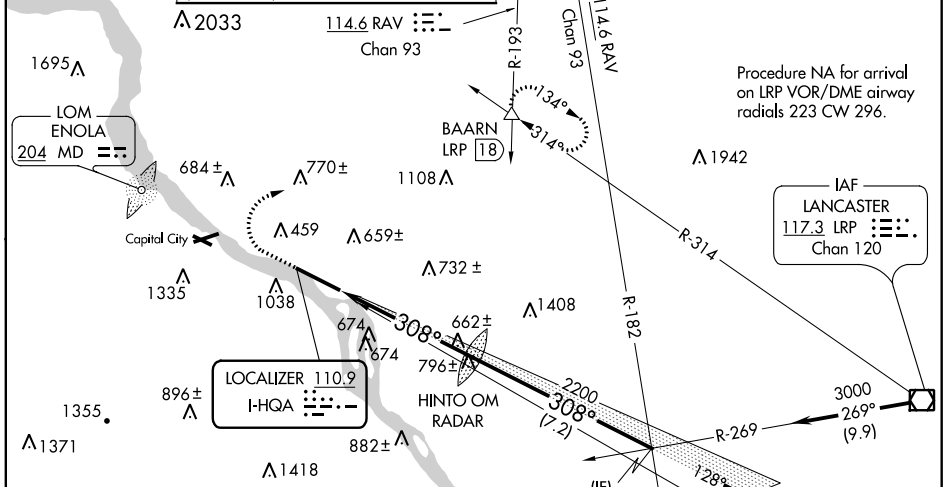 2033
114.6 RAV
Chan 93
R-193
Chan 93
114.6 RAV
1695
LOM
ENOLA
204 MD
134°
314°
BAARN
LRP 18
Procedure NA for arrival
on LRP VOR/DME airway
radials 223 CW 296.
684±
770±
1108
1942
IAF
LANCASTER
117.3 LRP
Chan 120
Capital City
459
659±
R-314
1335
1038
732 ±
1408
R-182
674
674
308°
662±
796±
LOCALIZER 110.9
I-HQA
HINTO OM
RADAR
2200
308°
(7.2)
3000
269°
(9.9)
R-269
896±
1355
1371
882±
1418
128°
(IF)